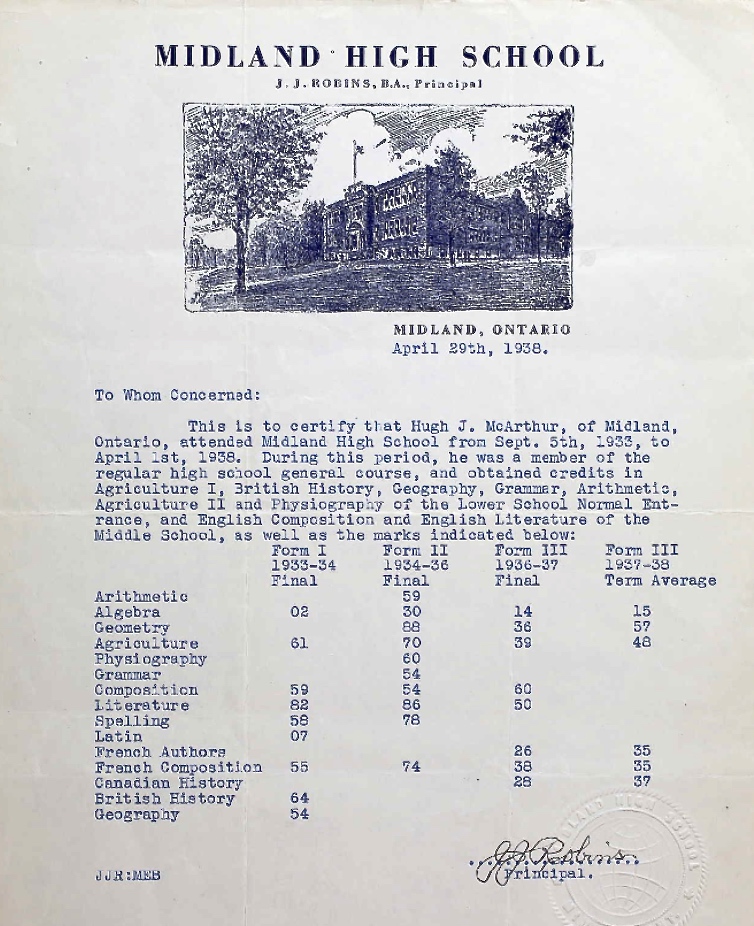 MIDLAND HIGH SCHOOL
J. J. ROBINS, B.A., Principal
MIDLAND, ONTARIO
April 29th, 1938.
To Whom Concerned:
This is to certify that Hugh J. McArthur, of Midland,
Ontario, attended Midland High School from Sept. 5th, 1933, to
April 1st, 1938. During this period, he was a member of the
regular high school general course, and obtained credits in
Agriculture I, British History, Geography, Grammer, Arithmetic,
Agriculture II and Physiography of the Lower School Normal Ent-
rance, and English Composition and English Literature of the
Middle School, as well as the marks indicated below:
Form I Form II Form III Form III
1933-34 1934-36 1936-37 1937-38
Final Final Final Term Average
Arithmetic 59
Algebra 02 30 14 15
Geometry 88 36 57
Agriculture 61 70 39 48
Physiography 60
Grammar 54
Composition 59 54 60
Literature 82 86 50
Spelling 58 78
Latin 07
French Authors 26 35
French Composition 55 74 38 35
Canadian History 28 37
British History 64
Geography 54
J J Robins
Principal.
JJR:MEB
MIDLAND HIGH SCHOOL